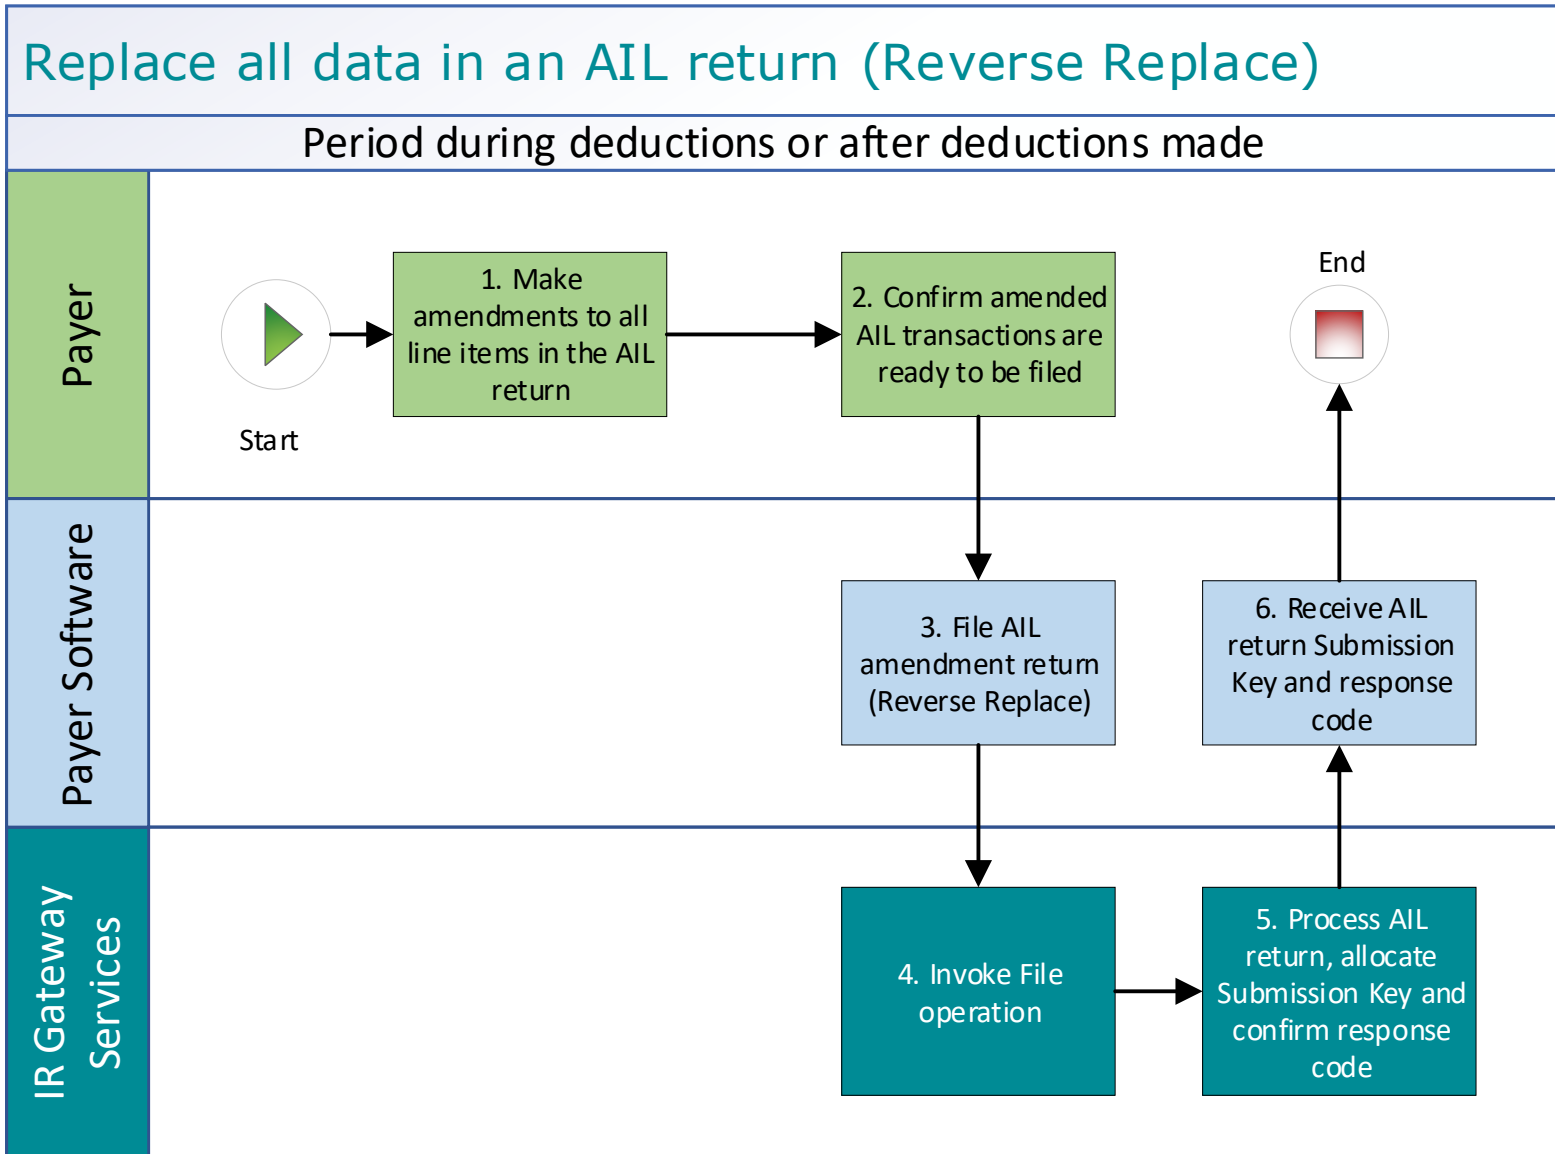 Replace all data in an AIL return (Reverse Replace)
Period during deductions or after deductions made
Payer
Start
1. Make
amendments to all
line items in the AIL
return
2. Confirm amended
AIL transactions are
ready to be filed
End
Payer Software
3. File AIL
amendment return
(Reverse Replace)
6. Receive AIL
return Submission
Key and response
code
IR Gateway
Services
4. Invoke File
operation
5. Process AIL
return, allocate
Submission Key and
confirm response
code